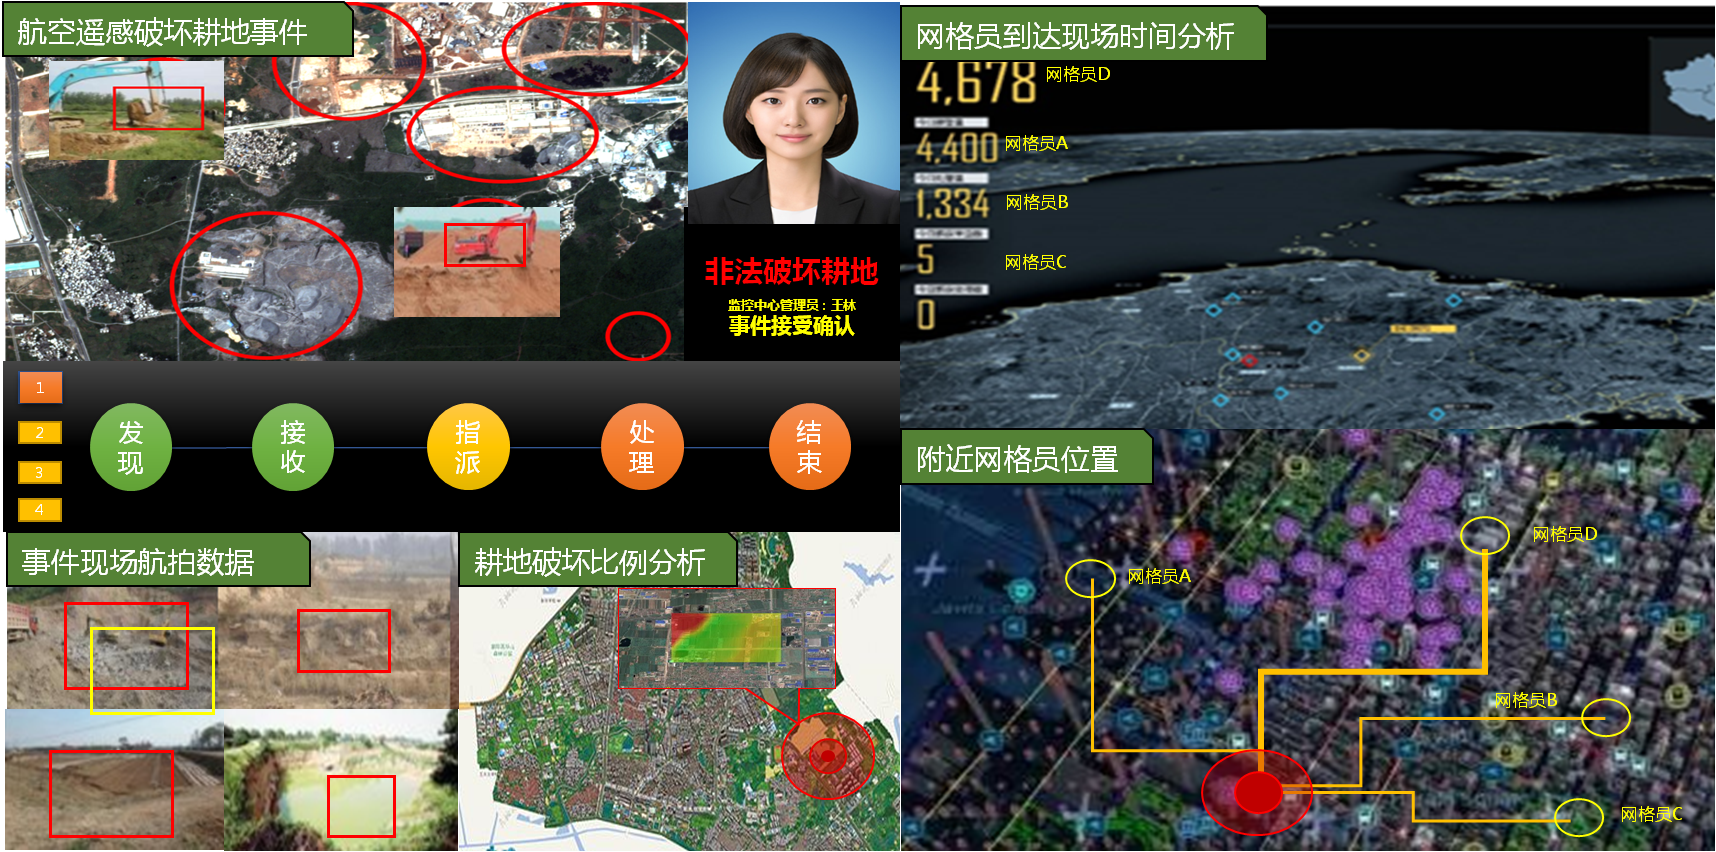 航空遥感破坏耕地事件
非法破坏耕地
监控中心管理员：王林
事件接受确认
网格员到达现场时间分析
4,678 网格员D
4,400 网格员A
1,334 网格员B
5 网格员C
0
1
2
3
4
发现
接收
指派
处理
结束
事件现场航拍数据
耕地破坏比例分析
附近网格员位置
网格员A
网格员D
网格员B
网格员C